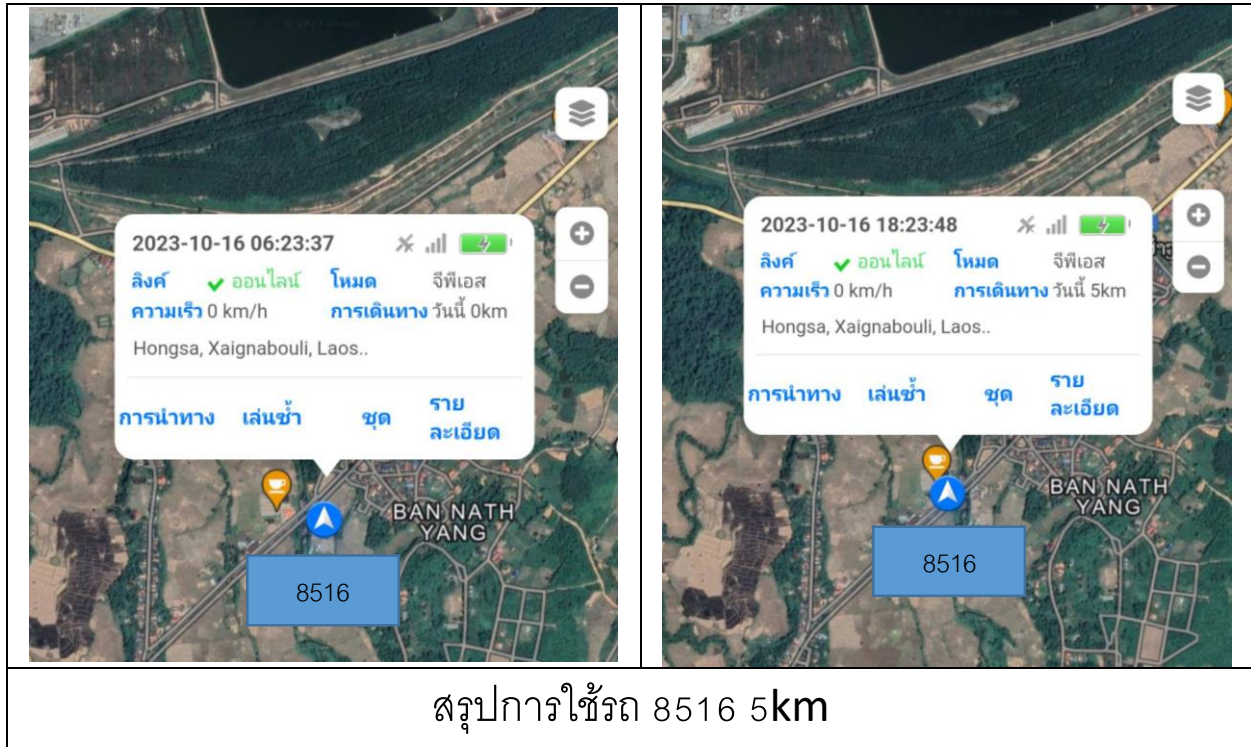 2023-10-16 06:23:37
ลิงค์ ออนไลน์ โหมด จีพีเอส
ความเร็ว 0 km/h การเดินทาง วันนี้ 0km
Hongsa, Xaignabouli, Laos..
การนำทาง เล่นซ้ำ ชุด ราย
ละเอียด
BAN NATH
YANG
8516
2023-10-16 18:23:48
ลิงค์ ออนไลน์ โหมด จีพีเอส
ความเร็ว 0 km/h การเดินทาง วันนี้ 5km
Hongsa, Xaignabouli, Laos..
การนำทาง เล่นซ้ำ ชุด ราย
ละเอียด
BAN NATH
YANG
8516
สรุปการใช้รถ 8516 5km